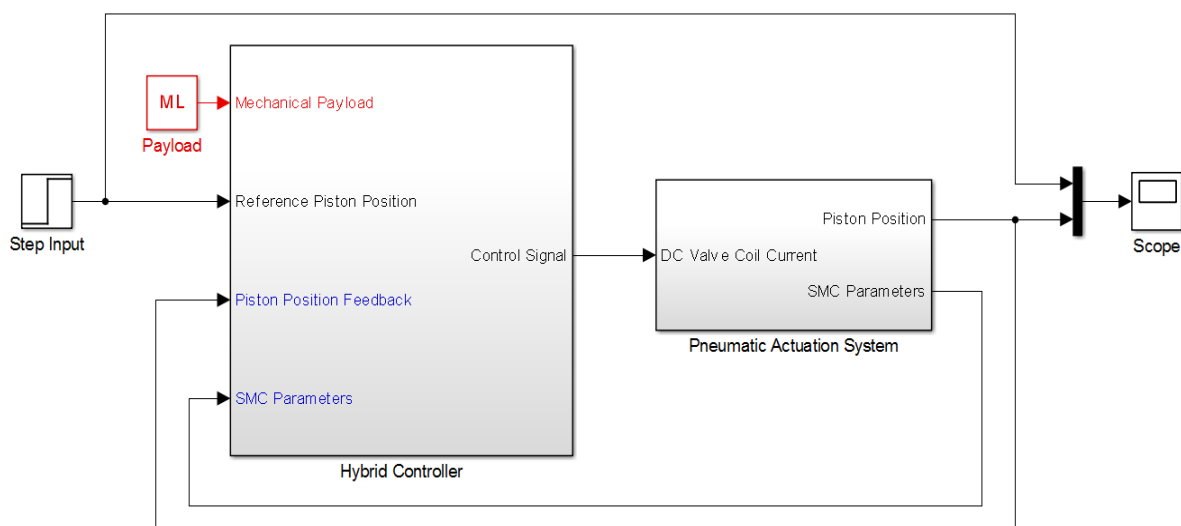 ML
Payload
Mechanical Payload
Step Input
Reference Piston Position
Control Signal
Piston Position Feedback
SMC Parameters
Hybrid Controller
Piston Position
DC Valve Coil Current
SMC Parameters
Pneumatic Actuation System
Scope